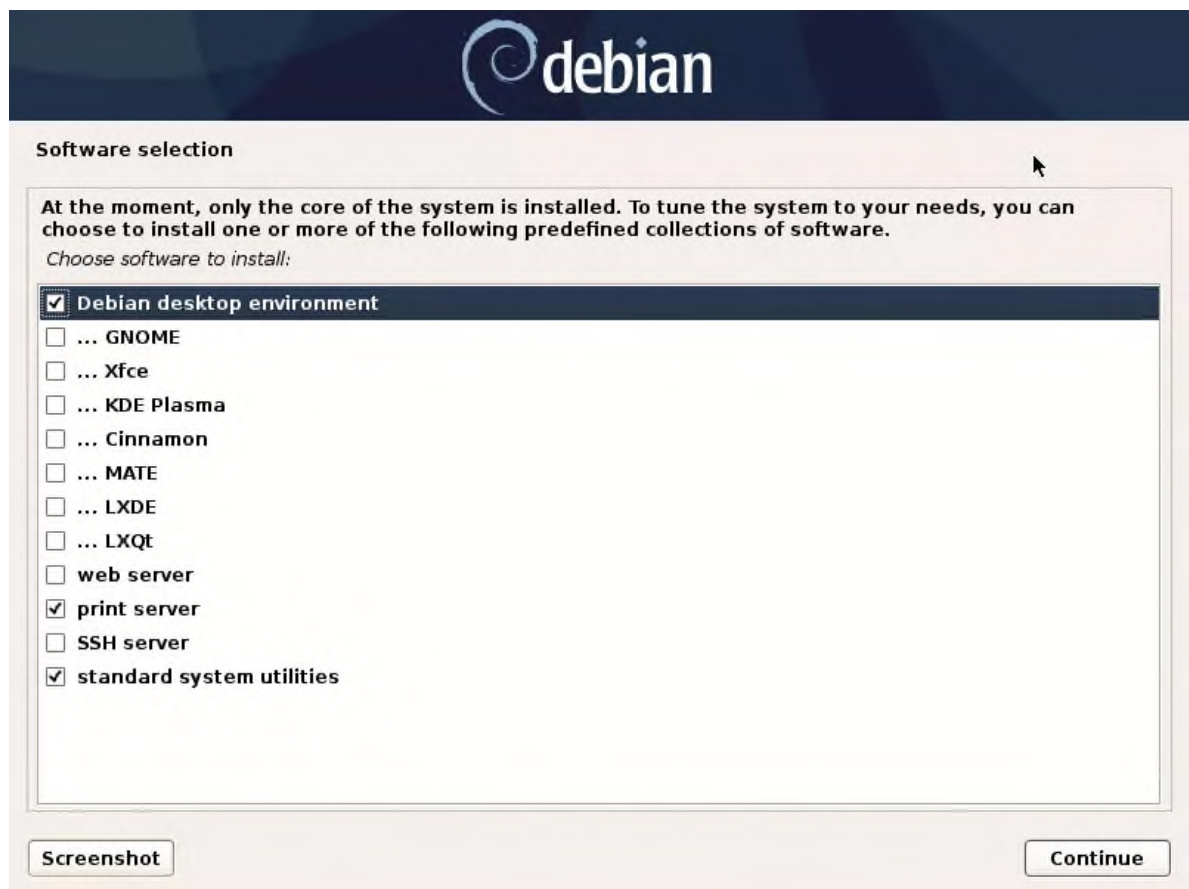 debian
Software selection
At the moment, only the core of the system is installed. To tune the system to your needs, you can
choose to install one or more of the following predefined collections of software.
Choose software to install:
Debian desktop environment
... GNOME
... Xfce
... KDE Plasma
... Cinnamon
... MATE
... LXDE
... LXQt
web server
print server
SSH server
standard system utilities
Screenshot
Continue